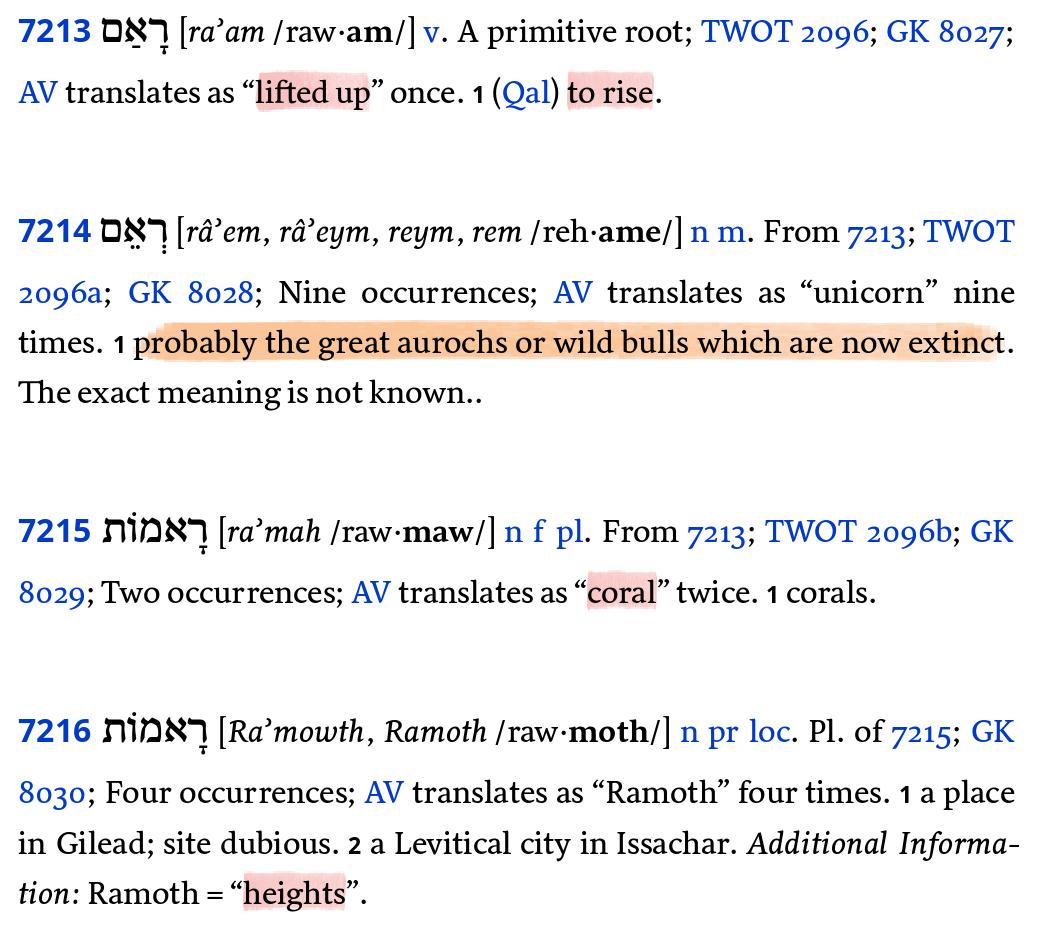 7213 רָאַם [ra’am /raw·am/] v. A primitive root; TWOT 2096; GK 8027;
AV translates as “lifted up” once. 1 (Qal) to rise.
7214 רְאֵם [râ’em, râ’eym, reym, rem /reh·ame/] n m. From 7213; TWOT
2096a; GK 8028; Nine occurrences; AV translates as “unicorn” nine
times. 1 probably the great aurochs or wild bulls which are now extinct.
The exact meaning is not known..
7215 רָאמוֹת [ra’mah /raw·maw/] n f pl. From 7213; TWOT 2096b; GK
8029; Two occurrences; AV translates as “coral” twice. 1 corals.
7216 רָאמוֹת [Ra’mowth, Ramoth /raw·moth/] n pr loc. Pl. of 7215; GK
8030; Four occurrences; AV translates as “Ramoth” four times. 1 a place
in Gilead; site dubious. 2 a Levitical city in Issachar. Additional Informa-
tion: Ramoth = “heights”.